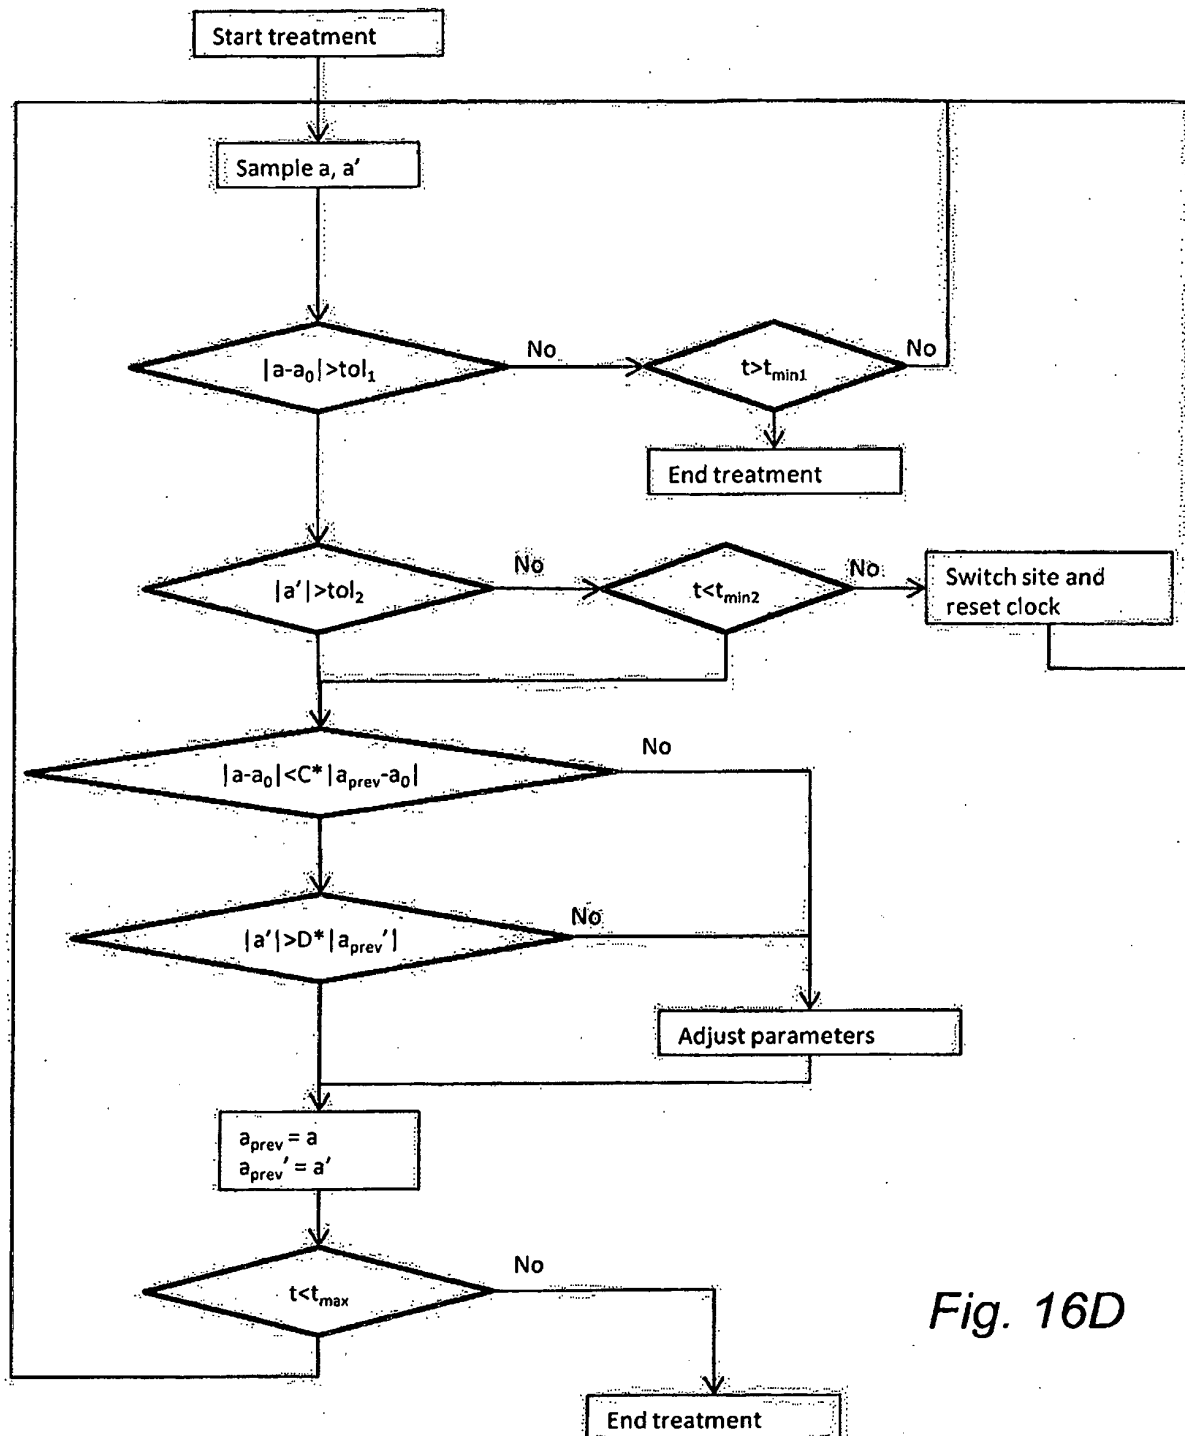 Start treatment
Sample a, a′
|a-a₀|>tol₁
No
t>tₘᵢₙ₁
No
End treatment
|a′|>tol₂
No
t<tₘᵢₙ₂
No
Switch site and
reset clock
|a-a₀|<C*|aₚᵣₑᵥ-a₀|
No
|a′|>D*|aₚᵣₑᵥ′|
No
Adjust parameters
aₚᵣₑᵥ = a
aₚᵣₑᵥ′ = a′
t<tₘₐₓ
No
End treatment
Fig. 16D